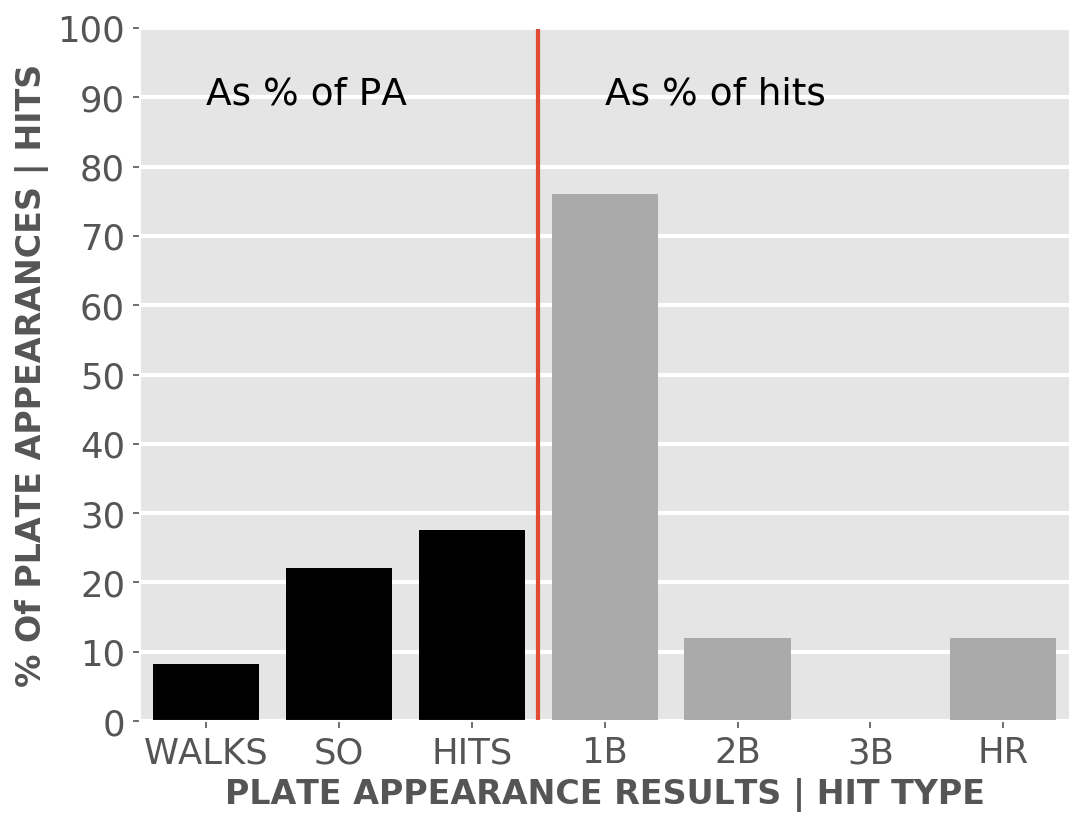 100
90
80
70
60
50
40
30
20
10
0
% Of PLATE APPEARANCES | HITS
As % of PA
As % of hits
WALKS SO HITS 1B 2B 3B HR
PLATE APPEARANCE RESULTS | HIT TYPE